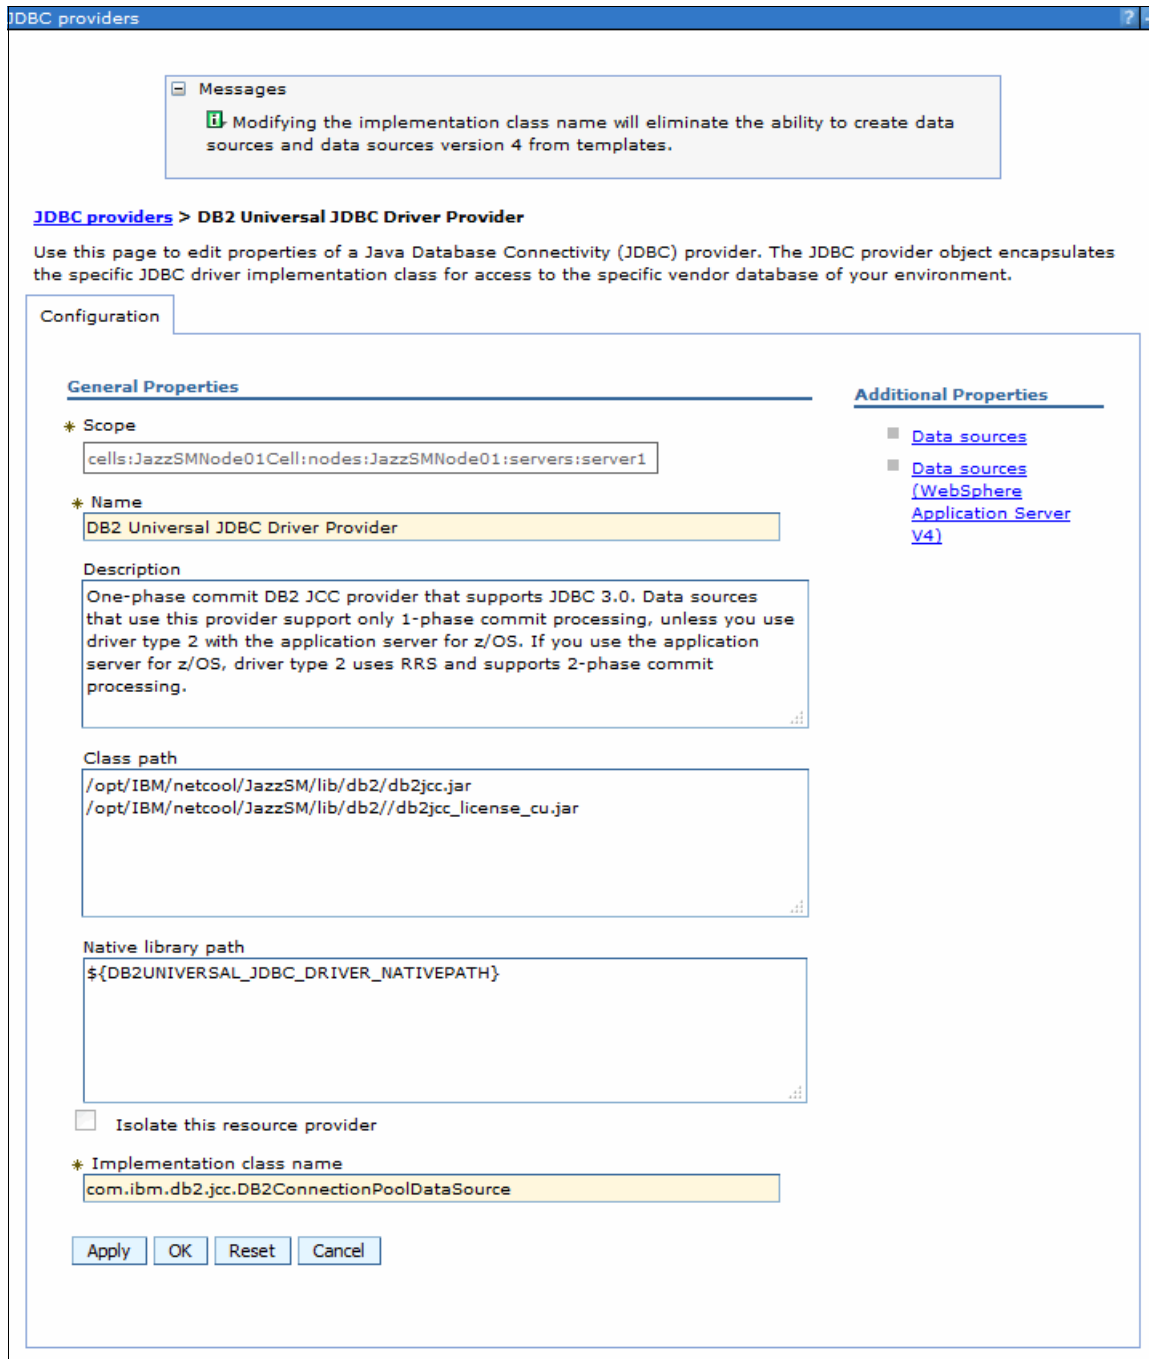 JDBC providers
?
Messages
Modifying the implementation class name will eliminate the ability to create data
sources and data sources version 4 from templates.
JDBC providers > DB2 Universal JDBC Driver Provider
Use this page to edit properties of a Java Database Connectivity (JDBC) provider. The JDBC provider object encapsulates
the specific JDBC driver implementation class for access to the specific vendor database of your environment.
Configuration
General Properties
* Scope
cells:JazzSMNode01Cell:nodes:JazzSMNode01:servers:server1
* Name
DB2 Universal JDBC Driver Provider
Description
One-phase commit DB2 JCC provider that supports JDBC 3.0. Data sources
that use this provider support only 1-phase commit processing, unless you use
driver type 2 with the application server for z/OS. If you use the application
server for z/OS, driver type 2 uses RRS and supports 2-phase commit
processing.
Class path
/opt/IBM/netcool/JazzSM/lib/db2/db2jcc.jar
/opt/IBM/netcool/JazzSM/lib/db2//db2jcc_license_cu.jar
Native library path
${DB2UNIVERSAL_JDBC_DRIVER_NATIVEPATH}
Isolate this resource provider
* Implementation class name
com.ibm.db2.jcc.DB2ConnectionPoolDataSource
Apply OK Reset Cancel
Additional Properties
Data sources
Data sources
(WebSphere
Application Server
V4)